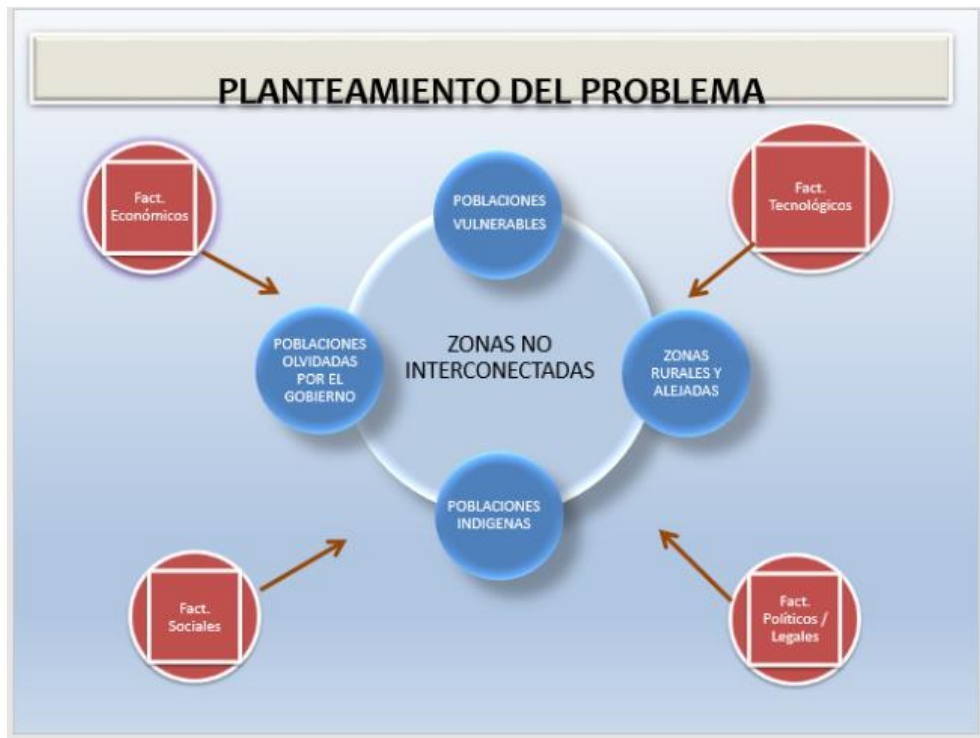 PLANTEAMIENTO DEL PROBLEMA
Fact.
Económicos
POBLACIONES
VULNERABLES
Fact.
Tecnológicos
POBLACIONES
OLVIDADAS
POR EL
GOBIERNO
ZONAS NO
INTERCONECTADAS
ZONAS
RURALES Y
ALEJADAS
POBLACIONES
INDIGENAS
Fact.
Sociales
Fact.
Políticos /
Legales